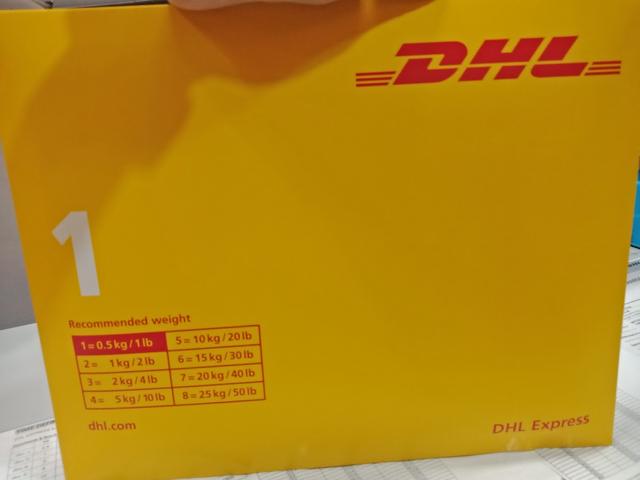 DHL
1
Recommended weight
1 = 0.5 kg / 1 lb
5 = 10 kg / 20 lb
2 = 1 kg / 2 lb
6 = 15 kg / 30 lb
3 = 2 kg / 4 lb
7 = 20 kg / 40 lb
4 = 5 kg / 10 lb
8 = 25 kg / 50 lb
dhl.com
DHL Express